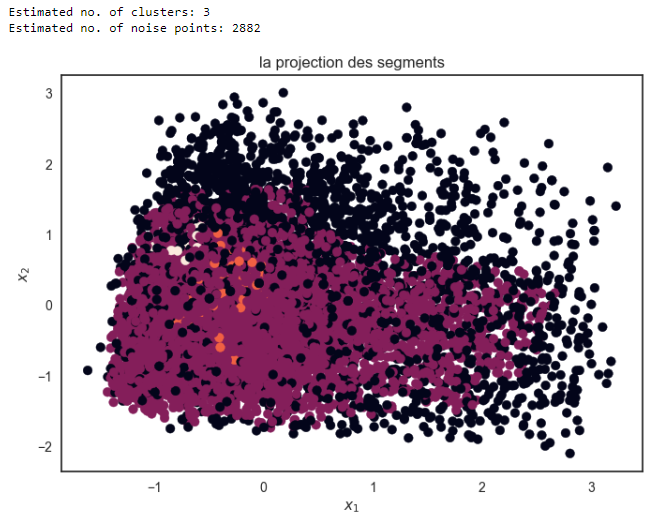 Estimated no. of clusters: 3
Estimated no. of noise points: 2882
la projection des segments
3
2
1
0
−1
−2
x₂
−1 0 1 2 3
x₁